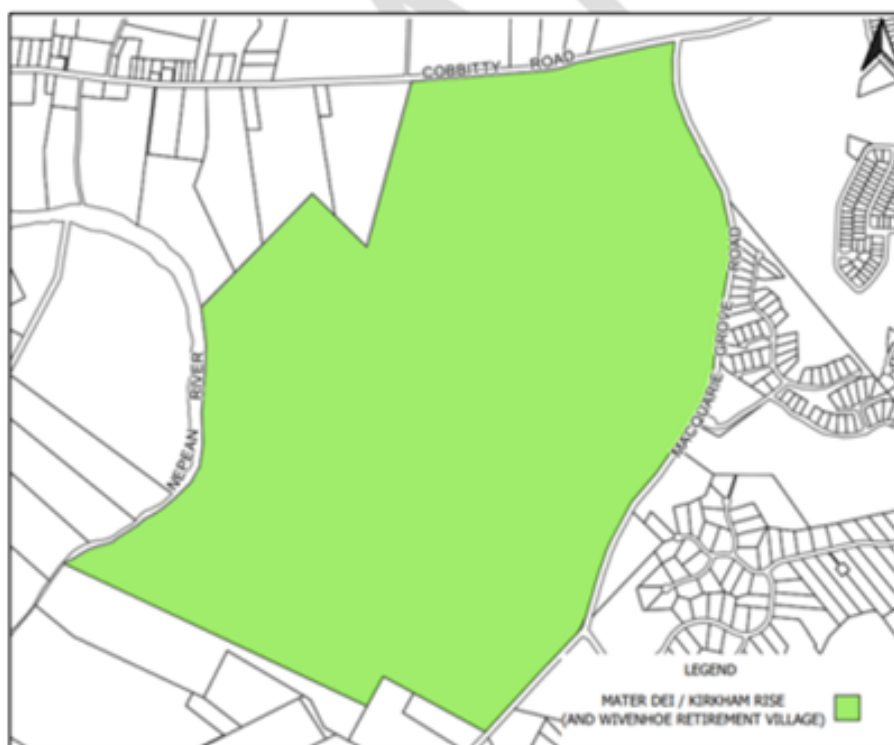 COBBITTY ROAD
MACQUARIE GROVE ROAD
NEPEAN RIVER
LEGEND
MATER DEI / KIRKHAM RISE
(AND WIVENHOE RETIREMENT VILLAGE)